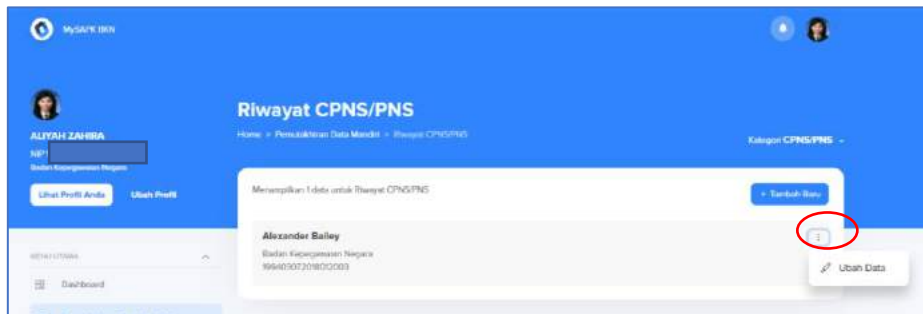 MySAPK BKN
ALIYAH ZAHIRA
NIP
Badan Kepegawaian Negara
Lihat Profil Anda
Ubah Profil
MENU UTAMA
Dashboard
Riwayat CPNS/PNS
Home > Pemutakhiran Data Mandiri > Riwayat CPNS/PNS
Kategori CPNS/PNS
Menampilkan 1 data untuk Riwayat CPNS/PNS
+ Tambah Baru
Alexander Bailey
Badan Kepegawaian Negara
199403072018012003
Ubah Data